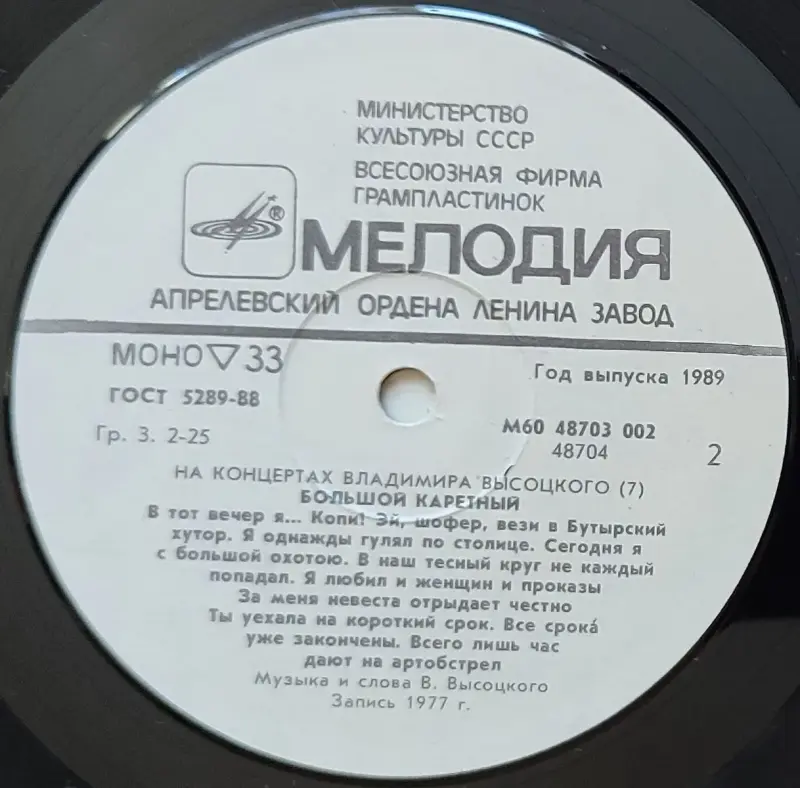 МИНИСТЕРСТВО
КУЛЬТУРЫ СССР
ВСЕСОЮЗНАЯ ФИРМА
ГРАМПЛАСТИНОК
®
МЕЛОДИЯ
АПРЕЛЕВСКИЙ ОРДЕНА ЛЕНИНА ЗАВОД
МОНО ▽ 33
Год выпуска 1989
ГОСТ 5289-88
М60 48703 002
Гр. 3. 2-25
48704
2
НА КОНЦЕРТАХ ВЛАДИМИРА ВЫСОЦКОГО (7)
БОЛЬШОЙ КАРЕТНЫЙ
В тот вечер я... Копи! Эй, шофер, вези в Бутырский
хутор. Я однажды гулял по столице. Сегодня я
с большой охотою. В наш тесный круг не каждый
попадал. Я любил и женщин и проказы
За меня невеста отрыдает честно
Ты уехала на короткий срок. Все срока́
уже закончены. Всего лишь час
дают на артобстрел
Музыка и слова В. Высоцкого
Запись 1977 г.